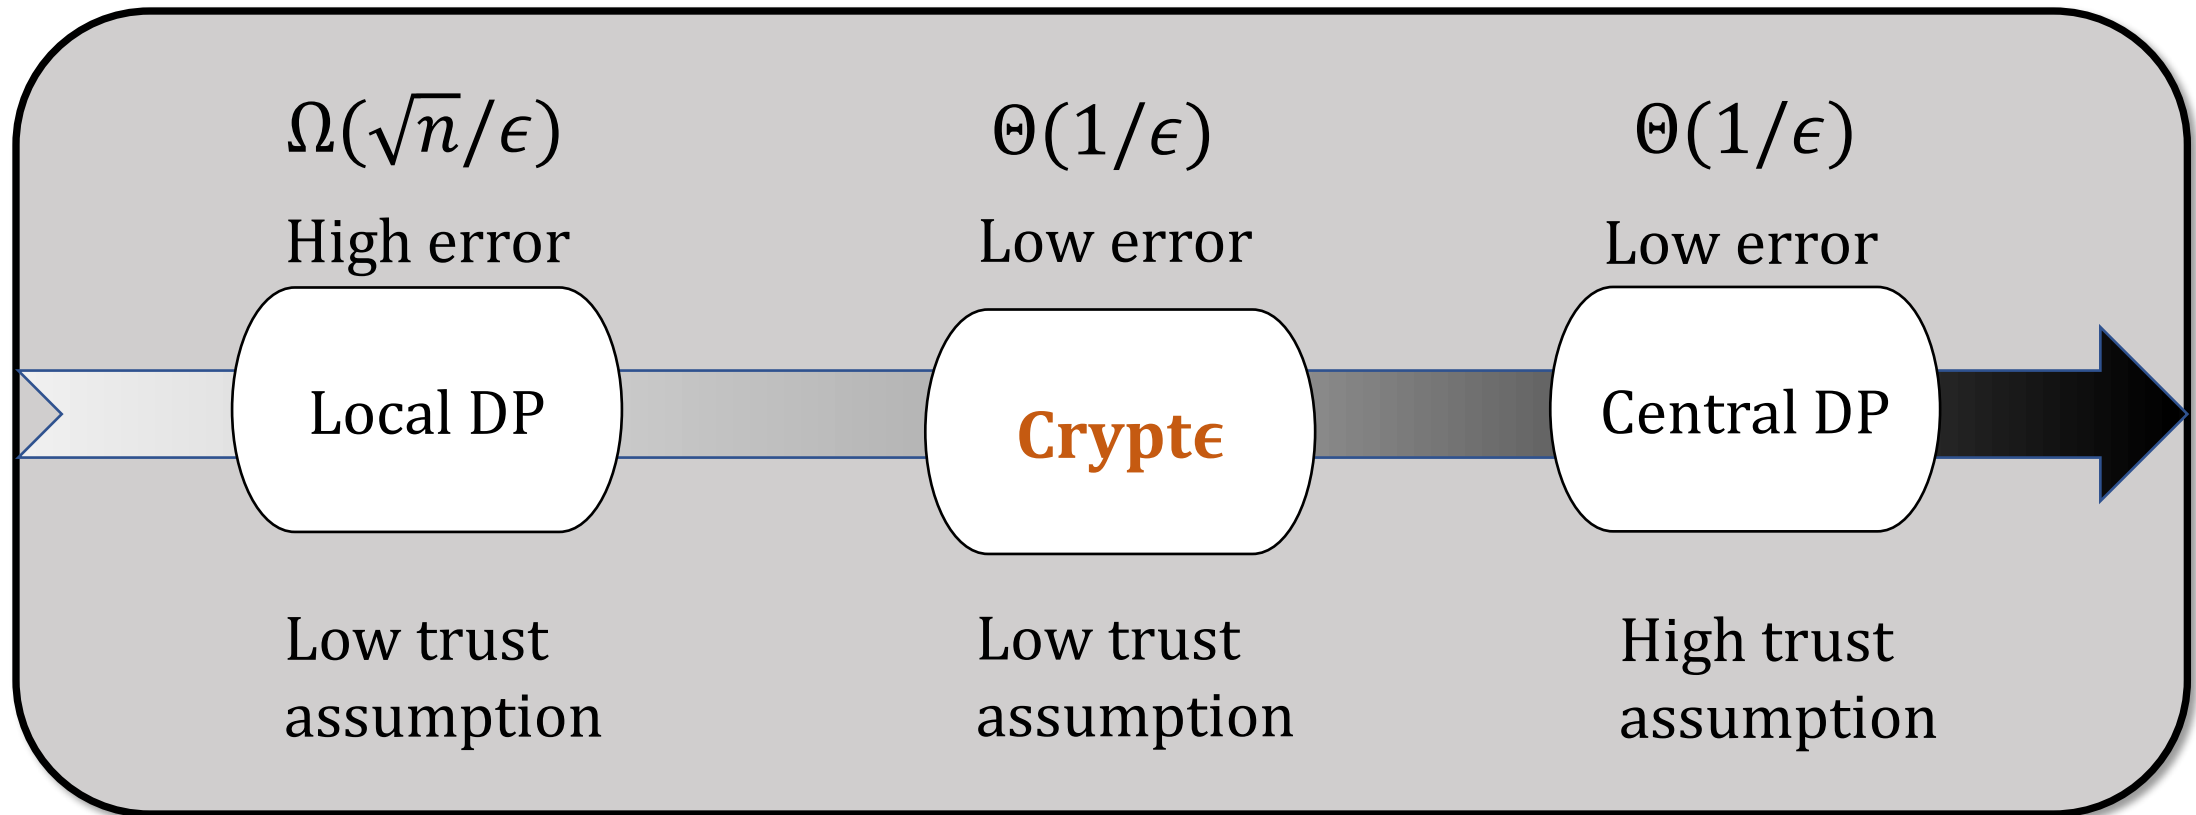 Ω(√n/ϵ)
High error
Local DP
Low trust
assumption
Θ(1/ϵ)
Low error
Cryptϵ
Low trust
assumption
Θ(1/ϵ)
Low error
Central DP
High trust
assumption